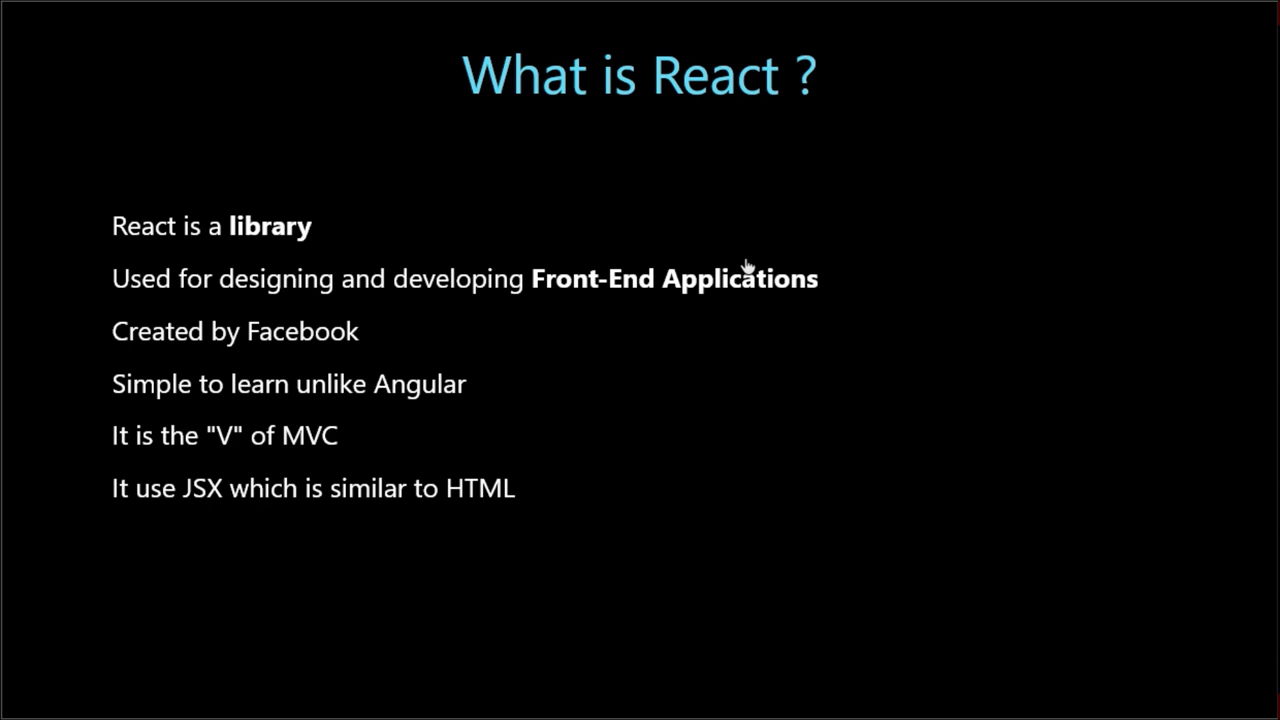 What is React ?
React is a library
Used for designing and developing Front-End Applications
Created by Facebook
Simple to learn unlike Angular
It is the "V" of MVC
It use JSX which is similar to HTML